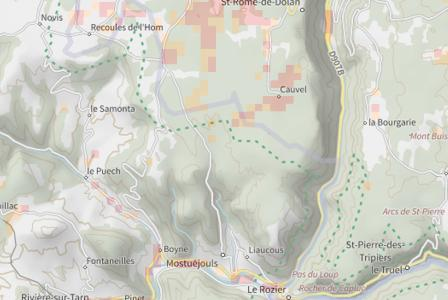 St-Rome-de-Dolan
Novis
Recoules de l'Hom
D907B
Cauvel
le Samonta
la Bourgarie
Mont Buis
le Puech
Arcs de St-Pierre
Boyne
Liaucous
St-Pierre-des-
Tripiers
Fontaneilles
Mostuéjouls
le Truel
Pas du Loup
Rocher de Capluc
Rivière-sur-Tarn
Pinet
Le Rozier